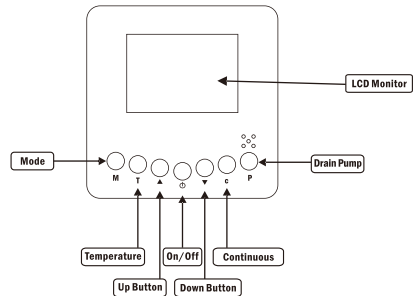 LCD Monitor
Mode
Drain Pump
M T ▲ ▼ c P
Temperature On/Off Continuous
Up Button Down Button